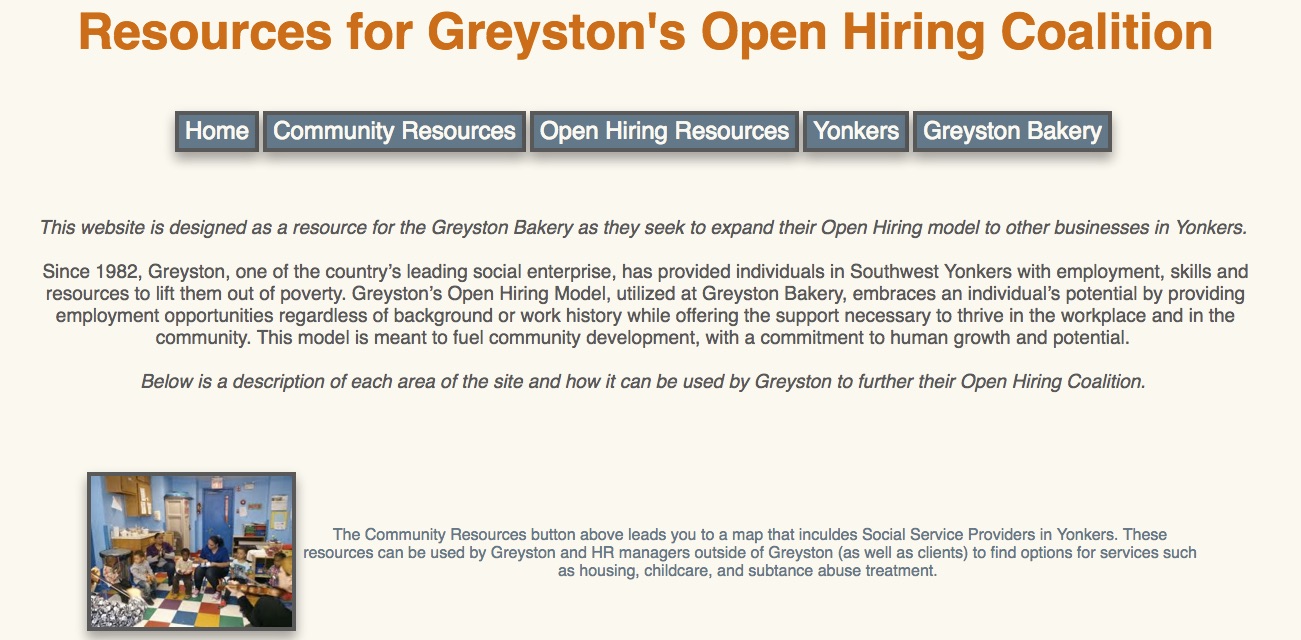 Resources for Greyston's Open Hiring Coalition
Home Community Resources Open Hiring Resources Yonkers Greyston Bakery
This website is designed as a resource for the Greyston Bakery as they seek to expand their Open Hiring model to other businesses in Yonkers.
Since 1982, Greyston, one of the country’s leading social enterprise, has provided individuals in Southwest Yonkers with employment, skills and
resources to lift them out of poverty. Greyston’s Open Hiring Model, utilized at Greyston Bakery, embraces an individual’s potential by providing
employment opportunities regardless of background or work history while offering the support necessary to thrive in the workplace and in the
community. This model is meant to fuel community development, with a commitment to human growth and potential.
Below is a description of each area of the site and how it can be used by Greyston to further their Open Hiring Coalition.
The Community Resources button above leads you to a map that inculdes Social Service Providers in Yonkers. These
resources can be used by Greyston and HR managers outside of Greyston (as well as clients) to find options for services such
as housing, childcare, and subtance abuse treatment.